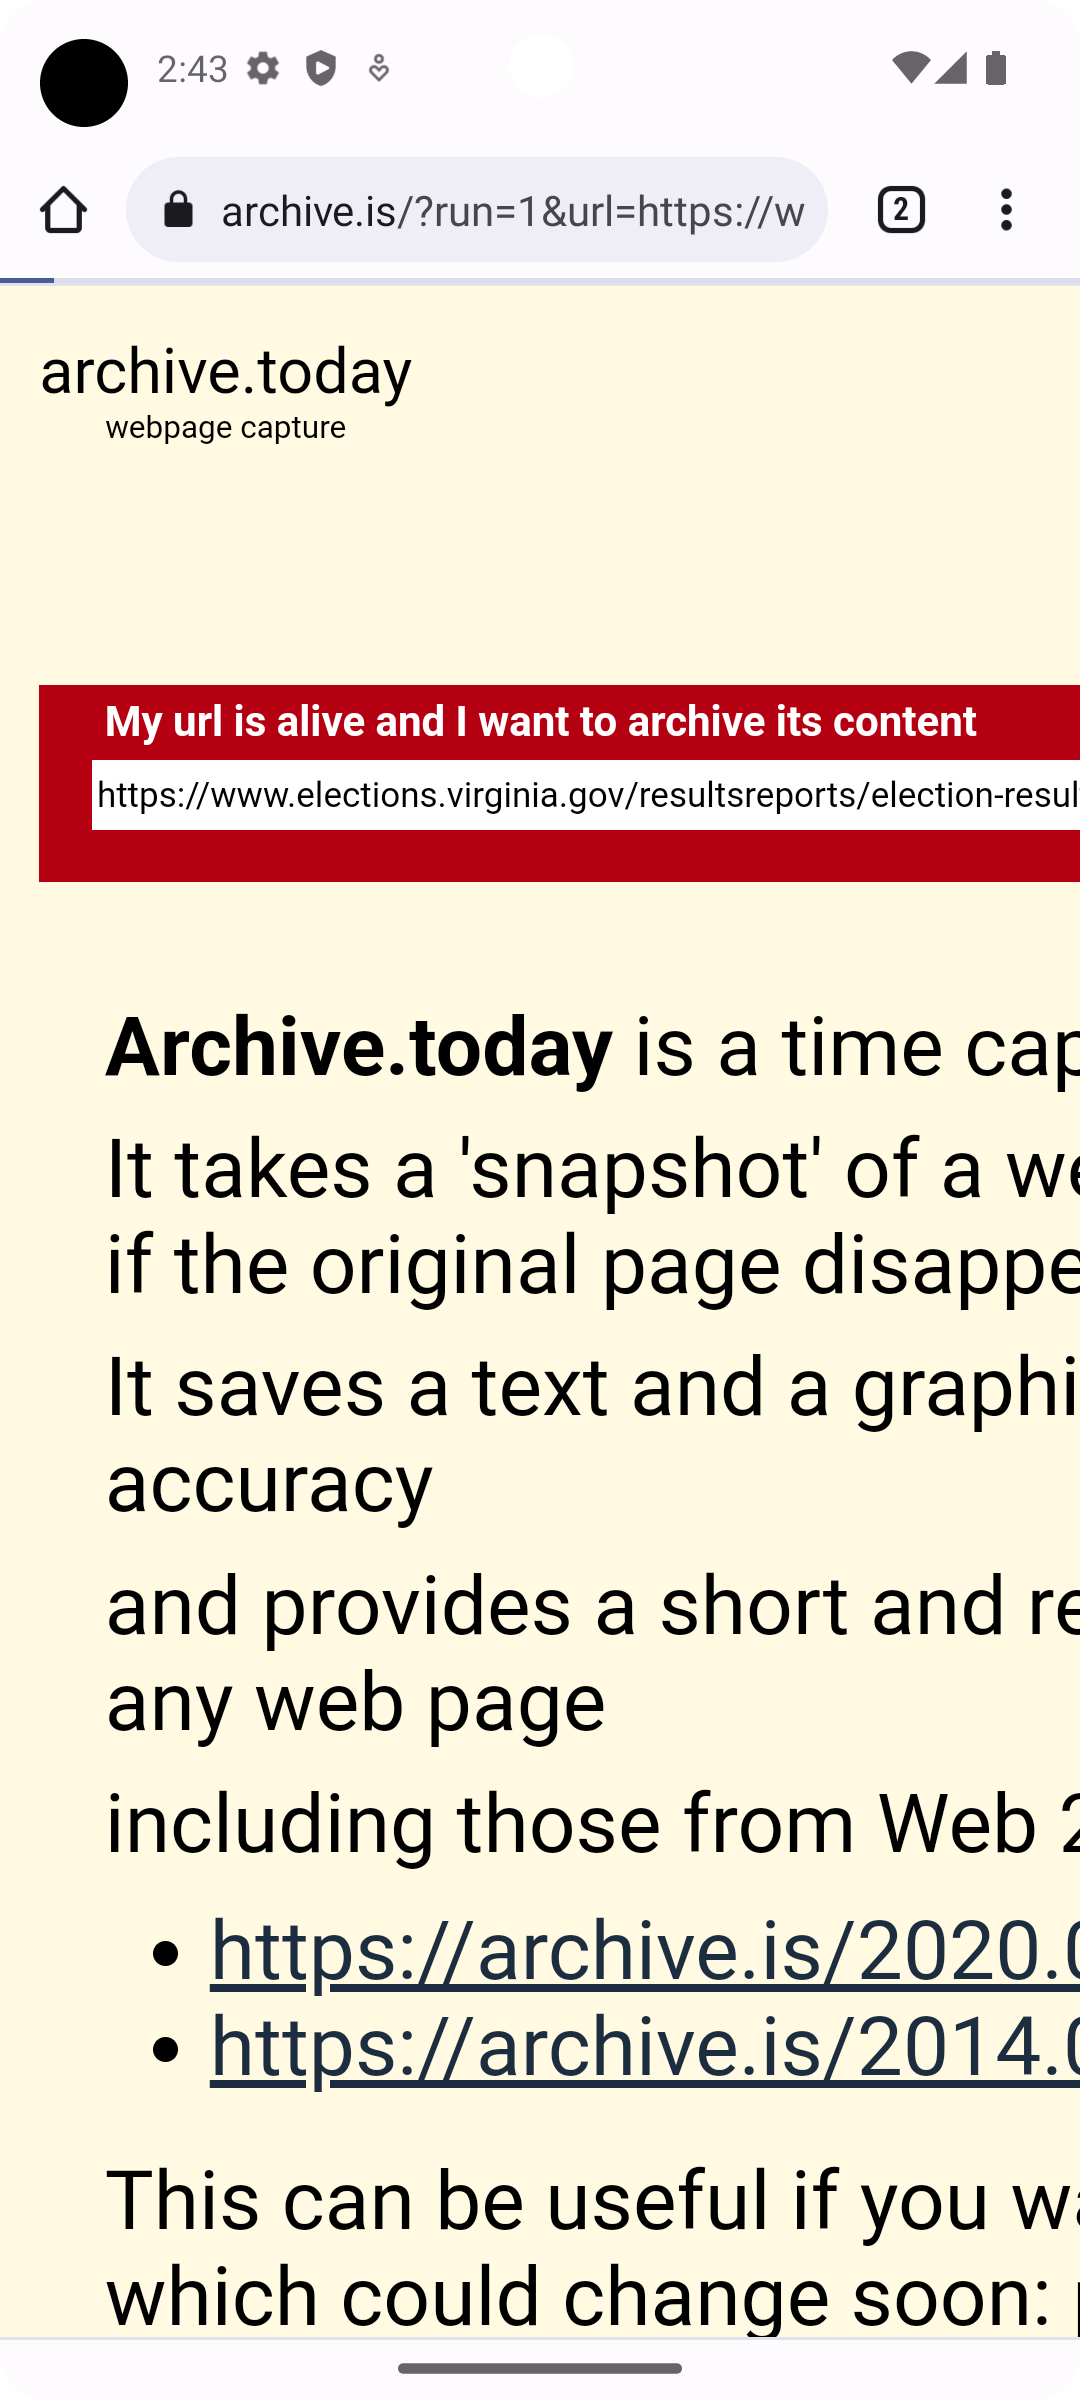 2:43
archive.is/?run=1&url=https://w
2
archive.today
webpage capture
My url is alive and I want to archive its content
https://www.elections.virginia.gov/resultsreports/election-resul
Archive.today is a time cap
It takes a 'snapshot' of a we
if the original page disappe
It saves a text and a graphi
accuracy
and provides a short and re
any web page
including those from Web 2
• https://archive.is/2020.0
• https://archive.is/2014.0
This can be useful if you wa
which could change soon: p